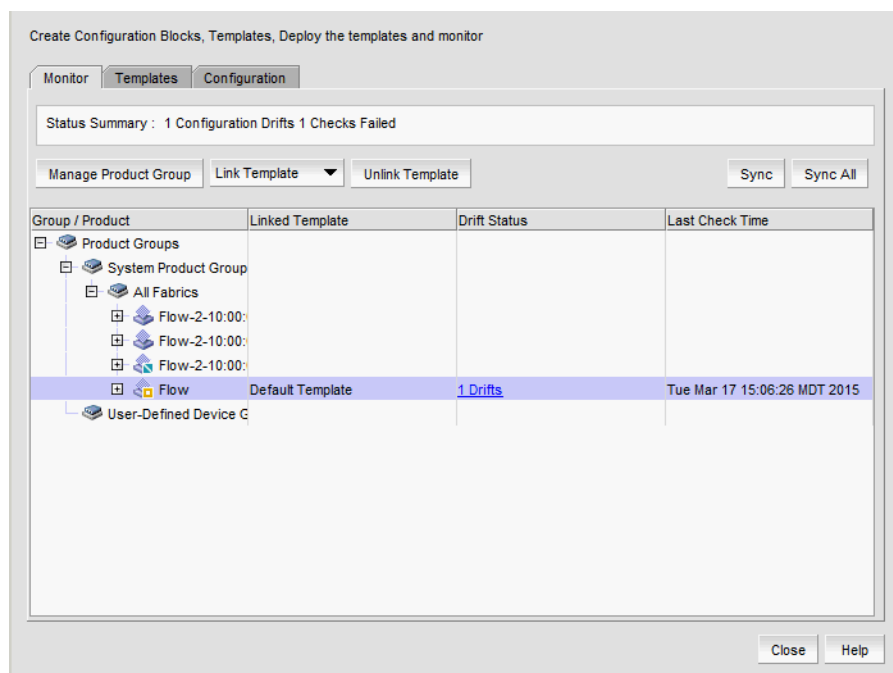 Create Configuration Blocks, Templates, Deploy the templates and monitor
Monitor Templates Configuration
Status Summary : 1 Configuration Drifts 1 Checks Failed
Manage Product Group Link Template Unlink Template Sync Sync All
Group / Product Linked Template Drift Status Last Check Time
Product Groups
System Product Group
All Fabrics
Flow-2-10:00:
Flow-2-10:00:
Flow-2-10:00:
Flow Default Template 1 Drifts Tue Mar 17 15:06:26 MDT 2015
User-Defined Device G
Close Help